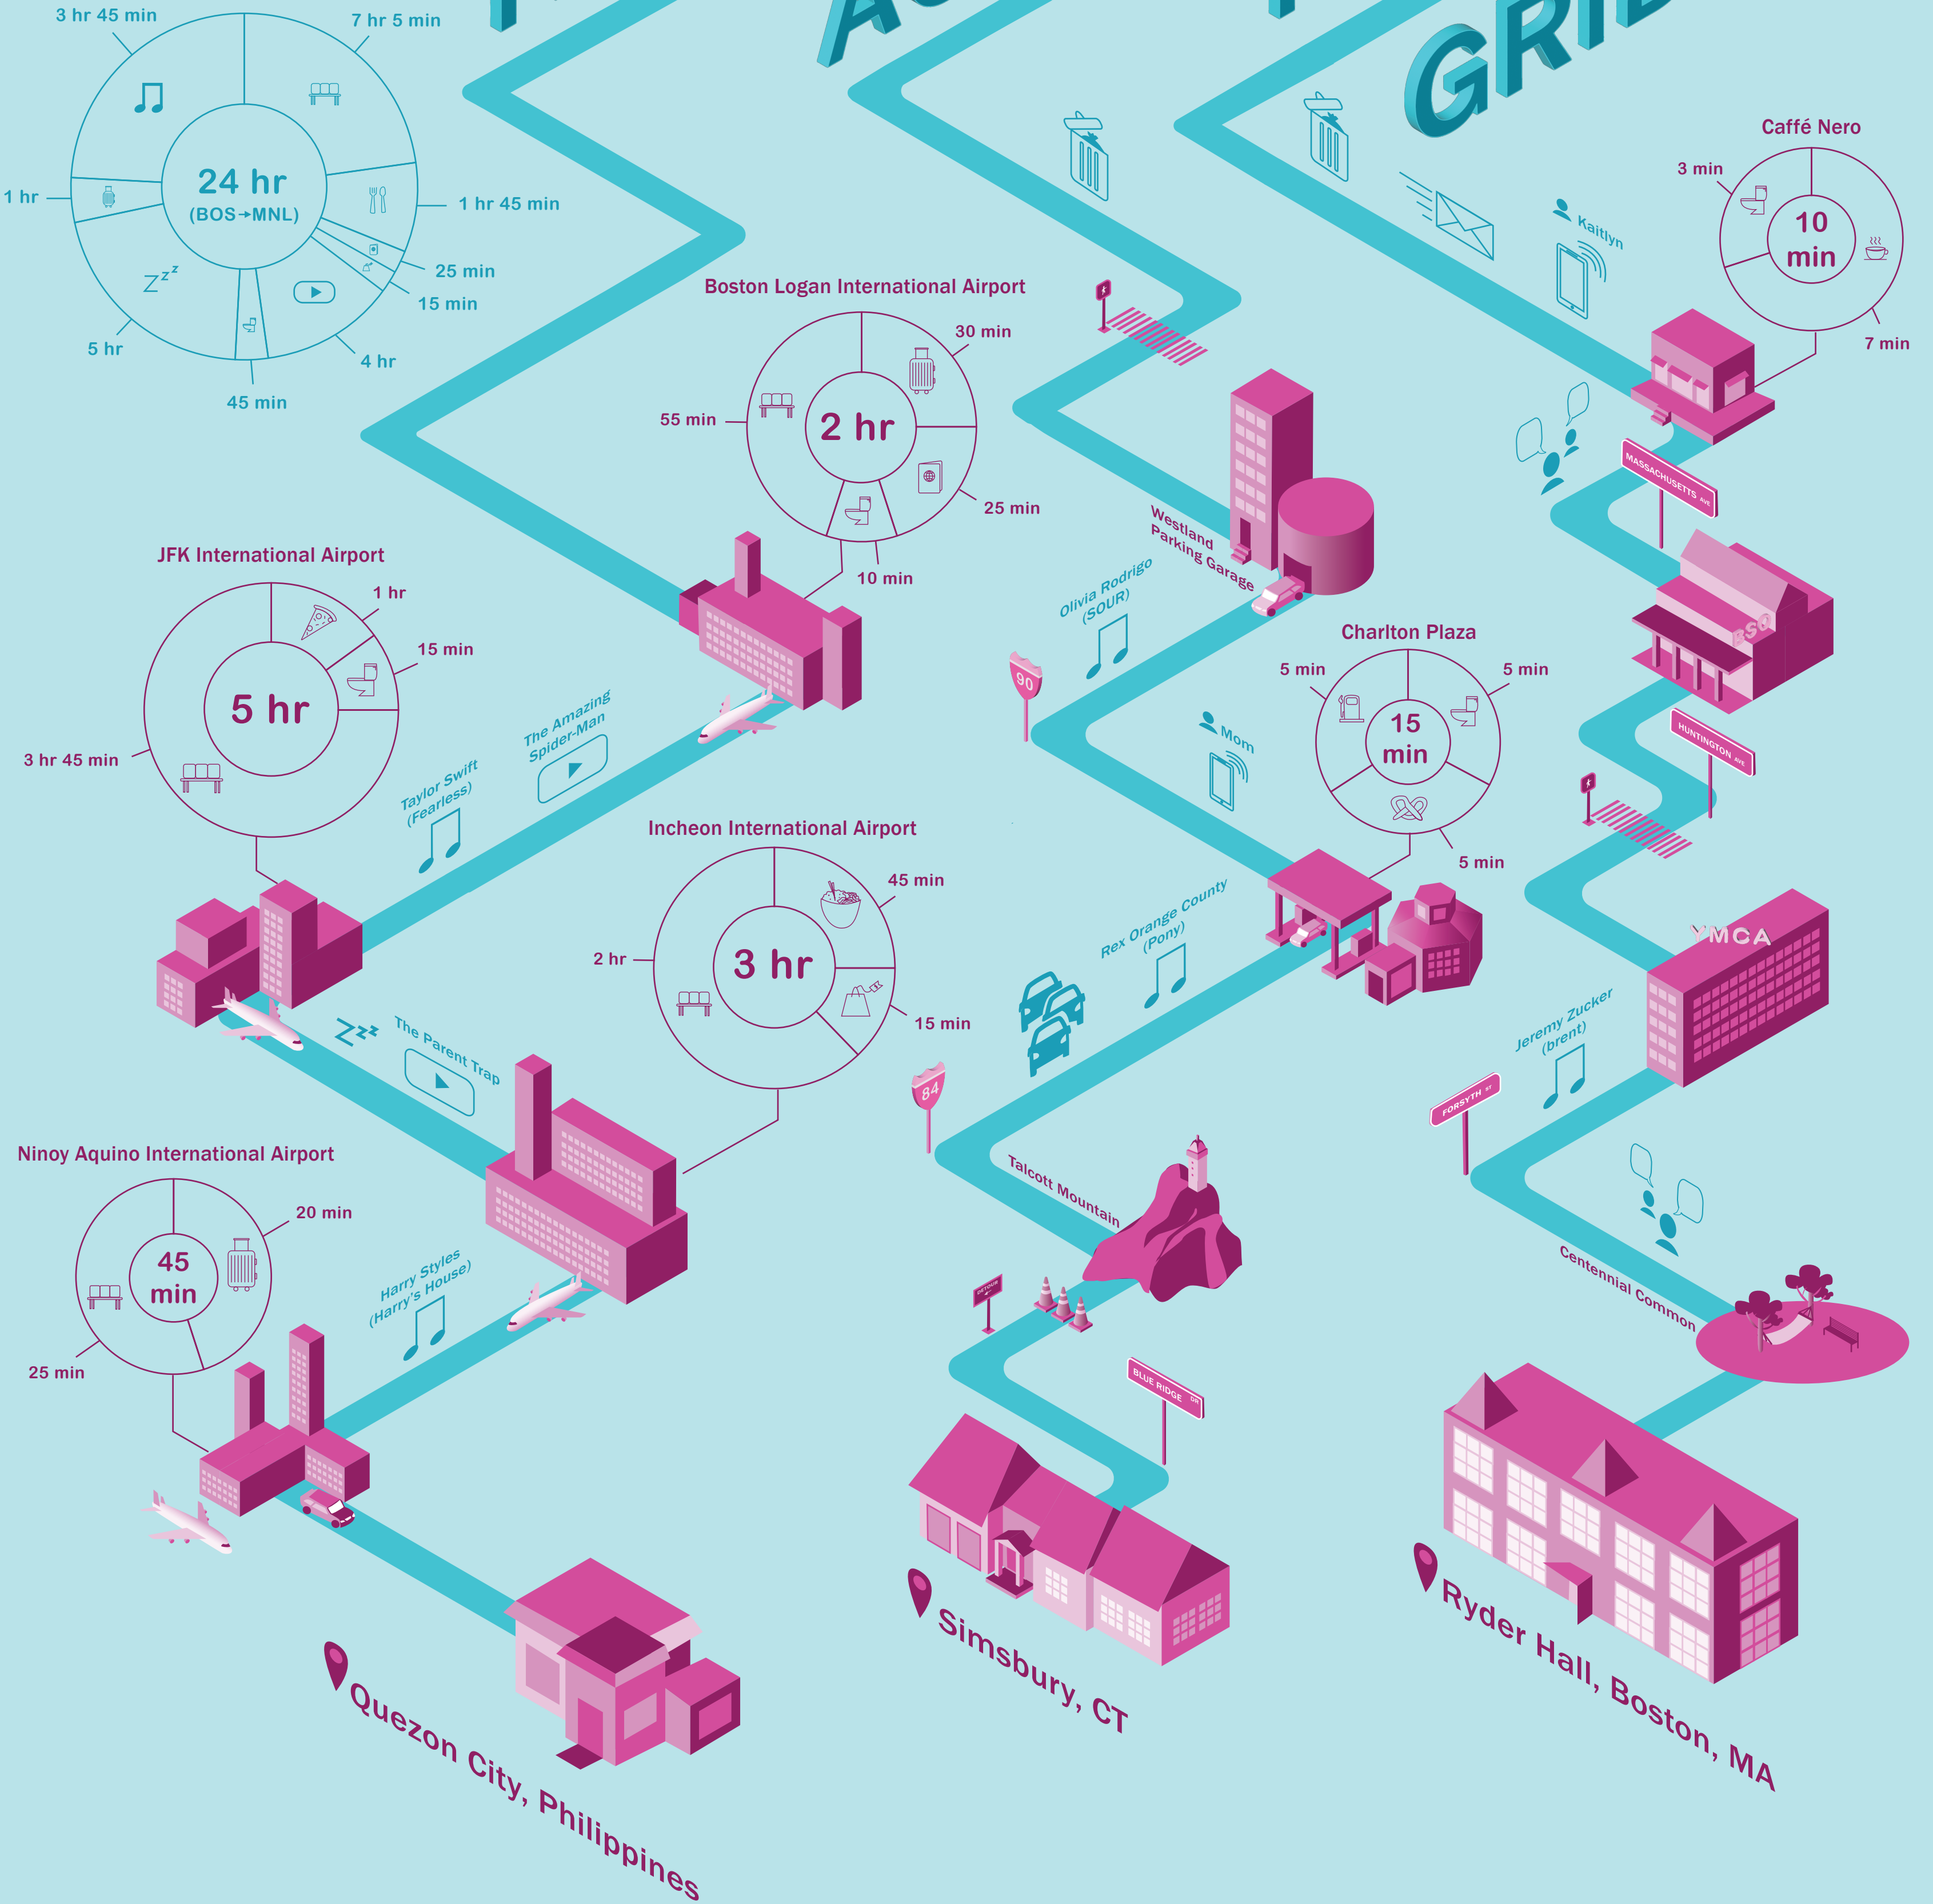 GRI
3 hr 45 min
7 hr 5 min
24 hr
(BOS→MNL)
1 hr
1 hr 45 min
25 min
15 min
5 hr
4 hr
45 min
Kaitlyn
Caffé Nero
3 min
10
min
7 min
Boston Logan International Airport
30 min
55 min
2 hr
25 min
10 min
MASSACHUSETTS AVE
BSO
HUNTINGTON AVE
Westland
Parking Garage
Olivia Rodrigo
(SOUR)
90
Mom
Charlton Plaza
5 min
5 min
15
min
5 min
JFK International Airport
1 hr
15 min
5 hr
3 hr 45 min
The Amazing
Spider-Man
Taylor Swift
(Fearless)
Incheon International Airport
45 min
2 hr
3 hr
15 min
Rex Orange County
(Pony)
84
YMCA
Jeremy Zucker
(brent)
FORSYTH ST
Zzz
The Parent Trap
Talcott Mountain
DETOUR
BLUE RIDGE DR
Centennial Common
Ninoy Aquino International Airport
20 min
45
min
25 min
Harry Styles
(Harry's House)
Quezon City, Philippines
Simsbury, CT
Ryder Hall, Boston, MA